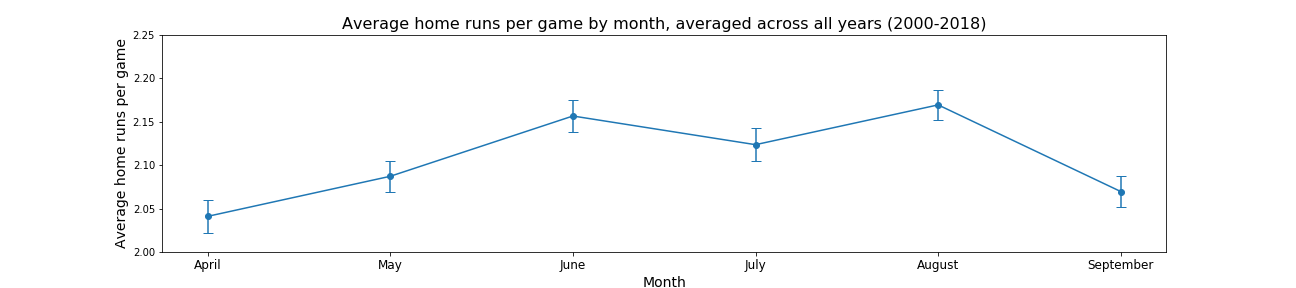 Average home runs per game by month, averaged across all years (2000-2018)
Average home runs per game
2.25
2.20
2.15
2.10
2.05
2.00
April May June July August September
Month